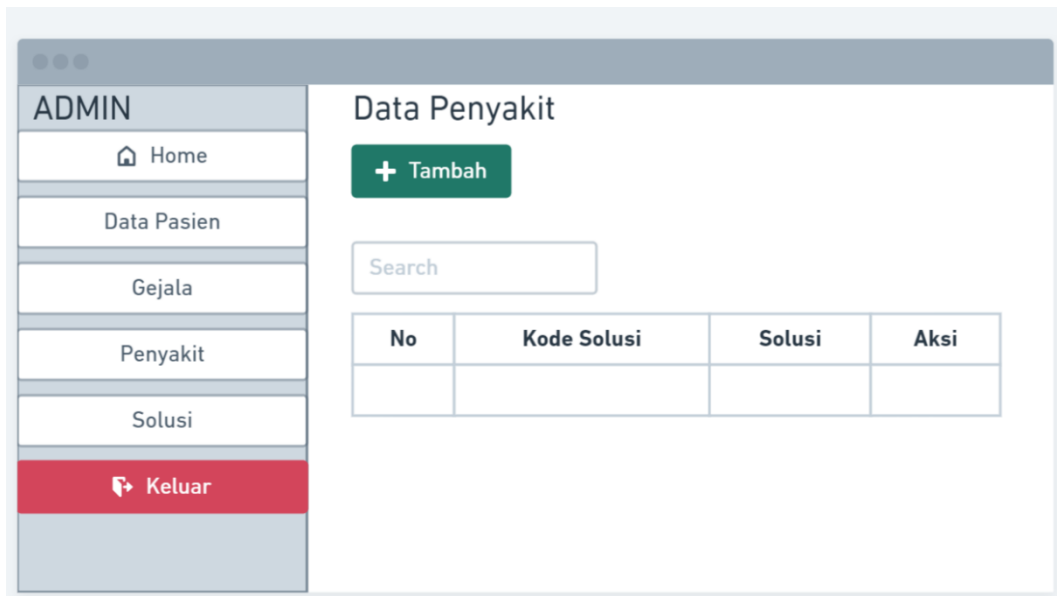 ADMIN
Home
Data Pasien
Gejala
Penyakit
Solusi
Keluar
Data Penyakit
Tambah
Search
No Kode Solusi Solusi Aksi